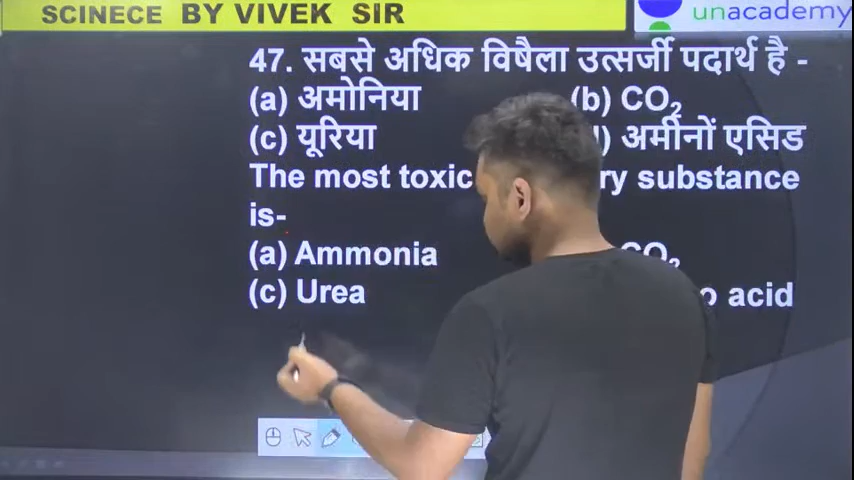 SCINECE BY VIVEK SIR
unacademy
47. सबसे अधिक विषैला उत्सर्जी पदार्थ है -
(a) अमोनिया (b) CO₂
(c) यूरिया ) अमीनों एसिड
The most toxic substance
is-
(a) Ammonia CO₂
(c) Urea acid